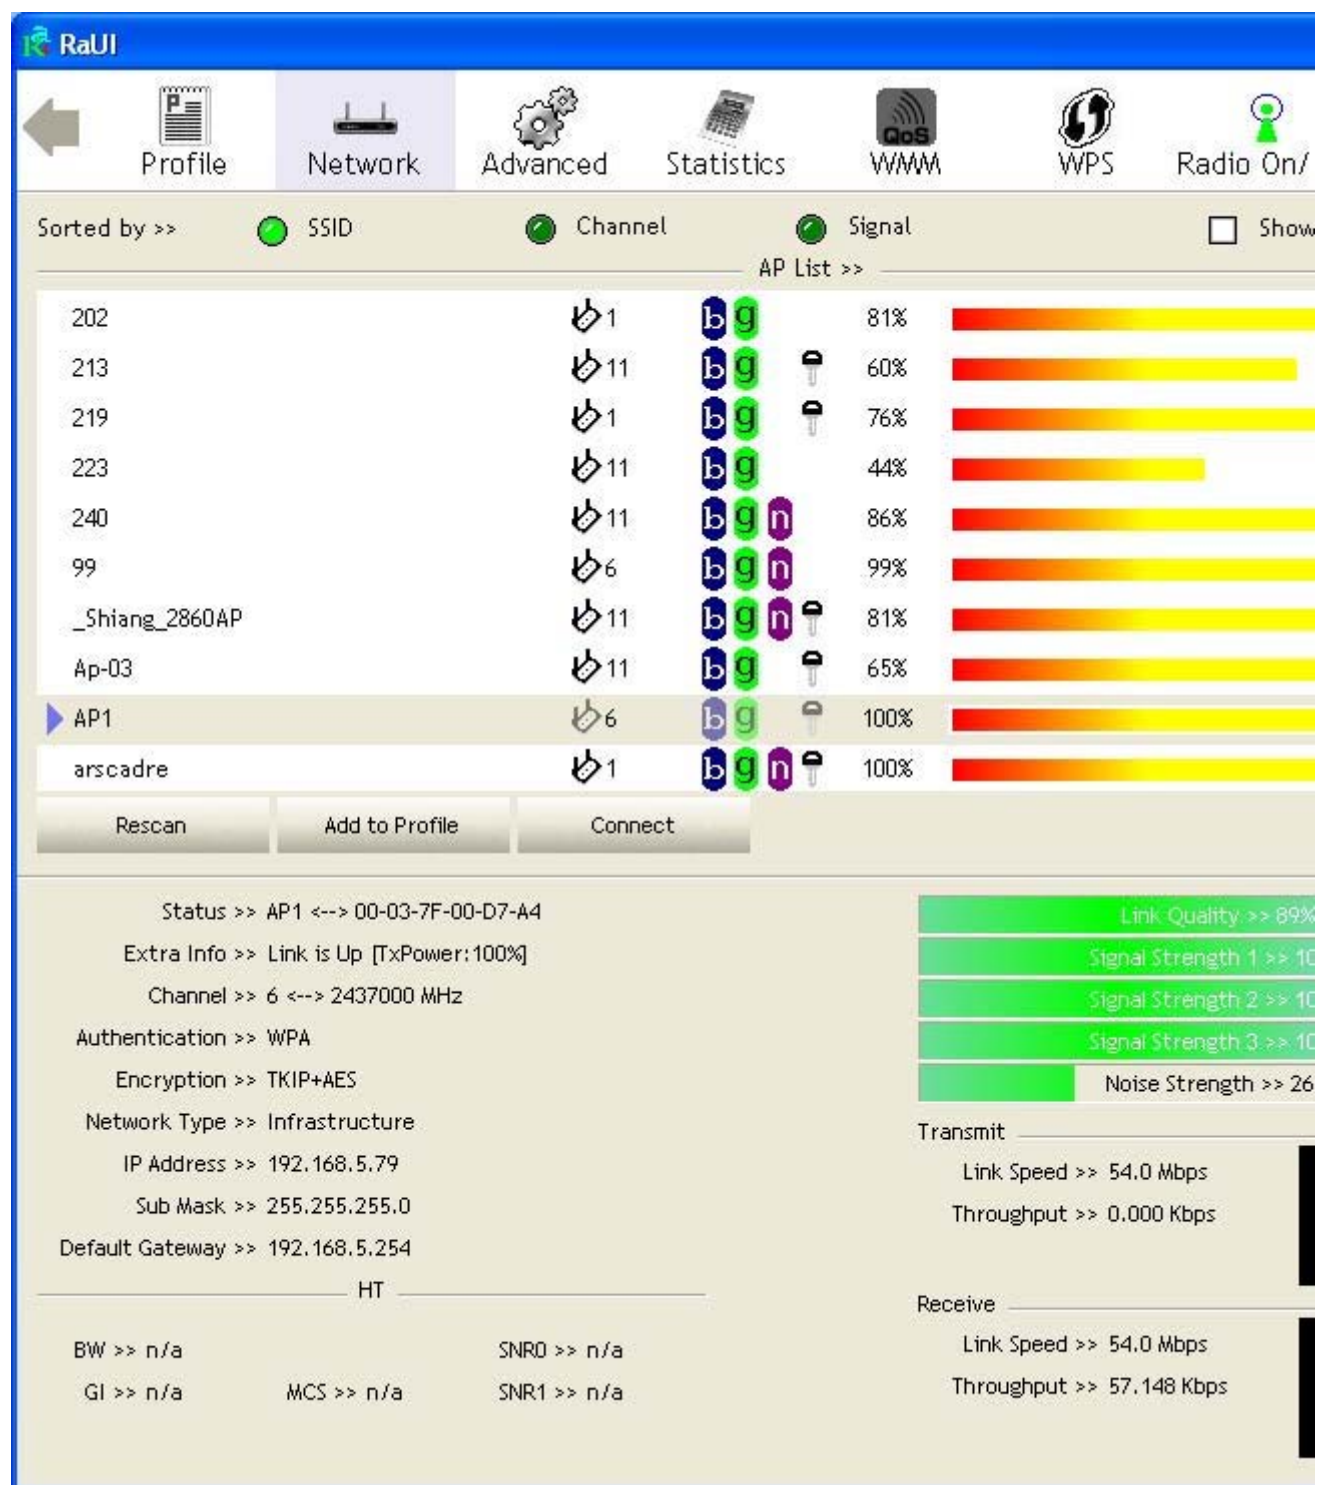 RaUI
Profile Network Advanced Statistics QoS WMM WPS Radio On/
Sorted by >> SSID Channel Signal Show
AP List >>
202 1 b g 81%
213 11 b g 60%
219 1 b g 76%
223 11 b g 44%
240 11 b g n 86%
99 6 b g n 99%
_Shiang_2860AP 11 b g n 81%
Ap-03 11 b g 65%
AP1 6 b g 100%
arscadre 1 b g n 100%
Rescan Add to Profile Connect
Status >> AP1 <--> 00-03-7F-00-D7-A4
Extra Info >> Link is Up [TxPower:100%]
Channel >> 6 <--> 2437000 MHz
Authentication >> WPA
Encryption >> TKIP+AES
Network Type >> Infrastructure
IP Address >> 192.168.5.79
Sub Mask >> 255.255.255.0
Default Gateway >> 192.168.5.254
HT
BW >> n/a SNR0 >> n/a
GI >> n/a MCS >> n/a SNR1 >> n/a
Link Quality >> 89%
Signal Strength 1 >> 10
Signal Strength 2 >> 10
Signal Strength 3 >> 10
Noise Strength >> 26
Transmit
Link Speed >> 54.0 Mbps
Throughput >> 0.000 Kbps
Receive
Link Speed >> 54.0 Mbps
Throughput >> 57.148 Kbps